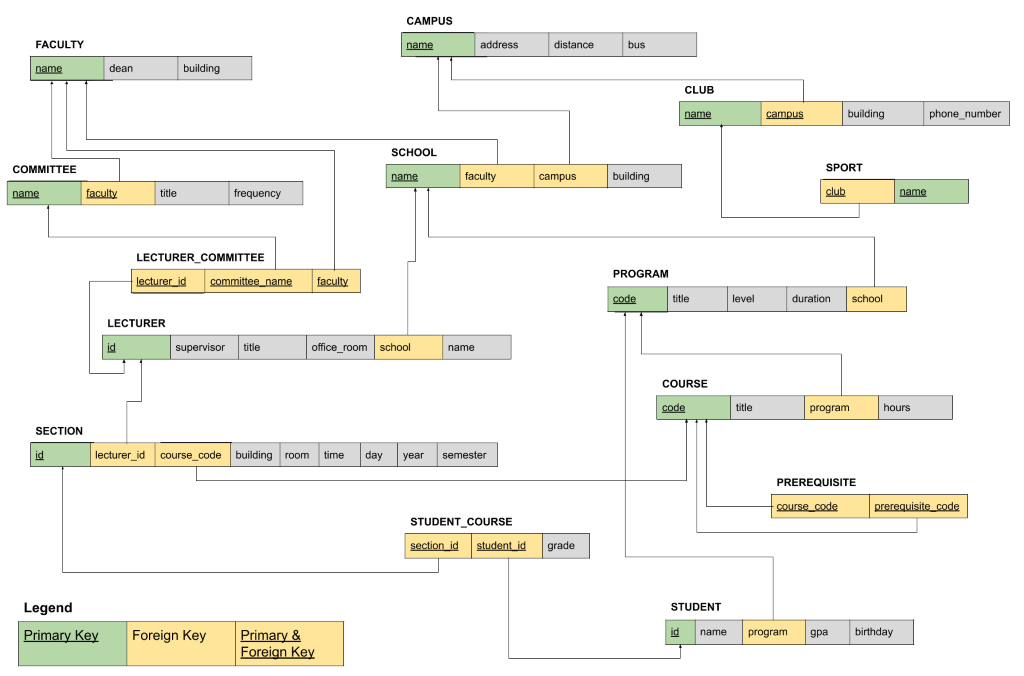 CAMPUS
name address distance bus
FACULTY
name dean building
CLUB
name campus building phone_number
SCHOOL
name faculty campus building
COMMITTEE
name faculty title frequency
SPORT
club name
LECTURER_COMMITTEE
lecturer_id committee_name faculty
PROGRAM
code title level duration school
LECTURER
id supervisor title office_room school name
COURSE
code title program hours
SECTION
id lecturer_id course_code building room time day year semester
PREREQUISITE
course_code prerequisite_code
STUDENT_COURSE
section_id student_id grade
STUDENT
id name program gpa birthday
Legend
Primary Key Foreign Key Primary &
Foreign Key